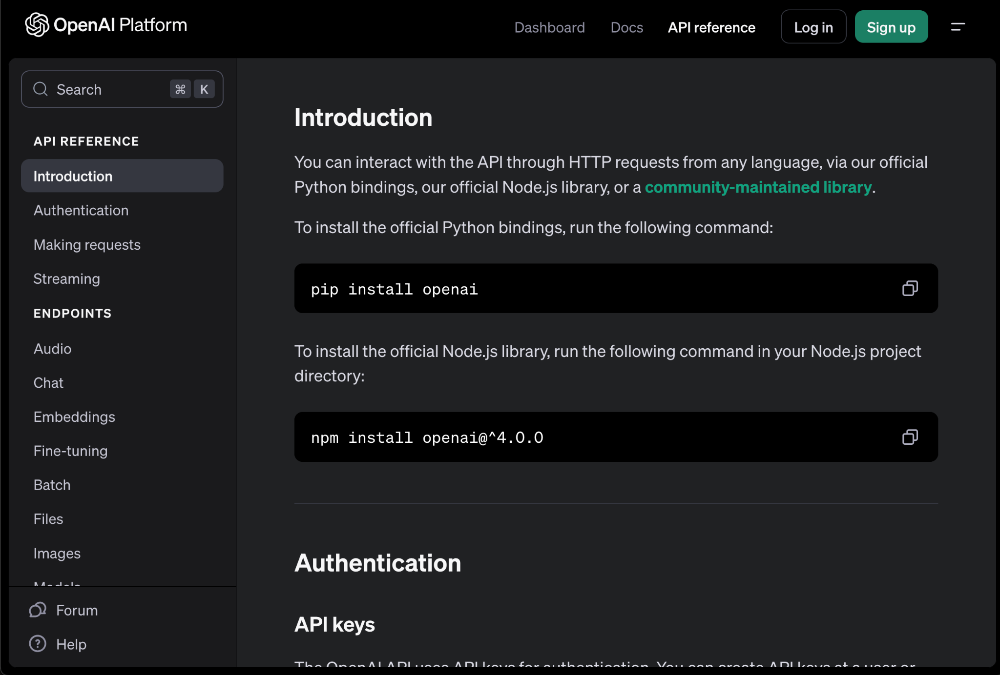 OpenAI Platform
Dashboard
Docs
API reference
Log in
Sign up
Search
⌘ K
API REFERENCE
Introduction
Authentication
Making requests
Streaming
ENDPOINTS
Audio
Chat
Embeddings
Fine-tuning
Batch
Files
Images
Models
Forum
Help
Introduction
You can interact with the API through HTTP requests from any language, via our official
Python bindings, our official Node.js library, or a community-maintained library.
To install the official Python bindings, run the following command:
pip install openai
To install the official Node.js library, run the following command in your Node.js project
directory:
npm install openai@^4.0.0
Authentication
API keys
The OpenAI API uses API keys for authentication. You can create API keys at a user or